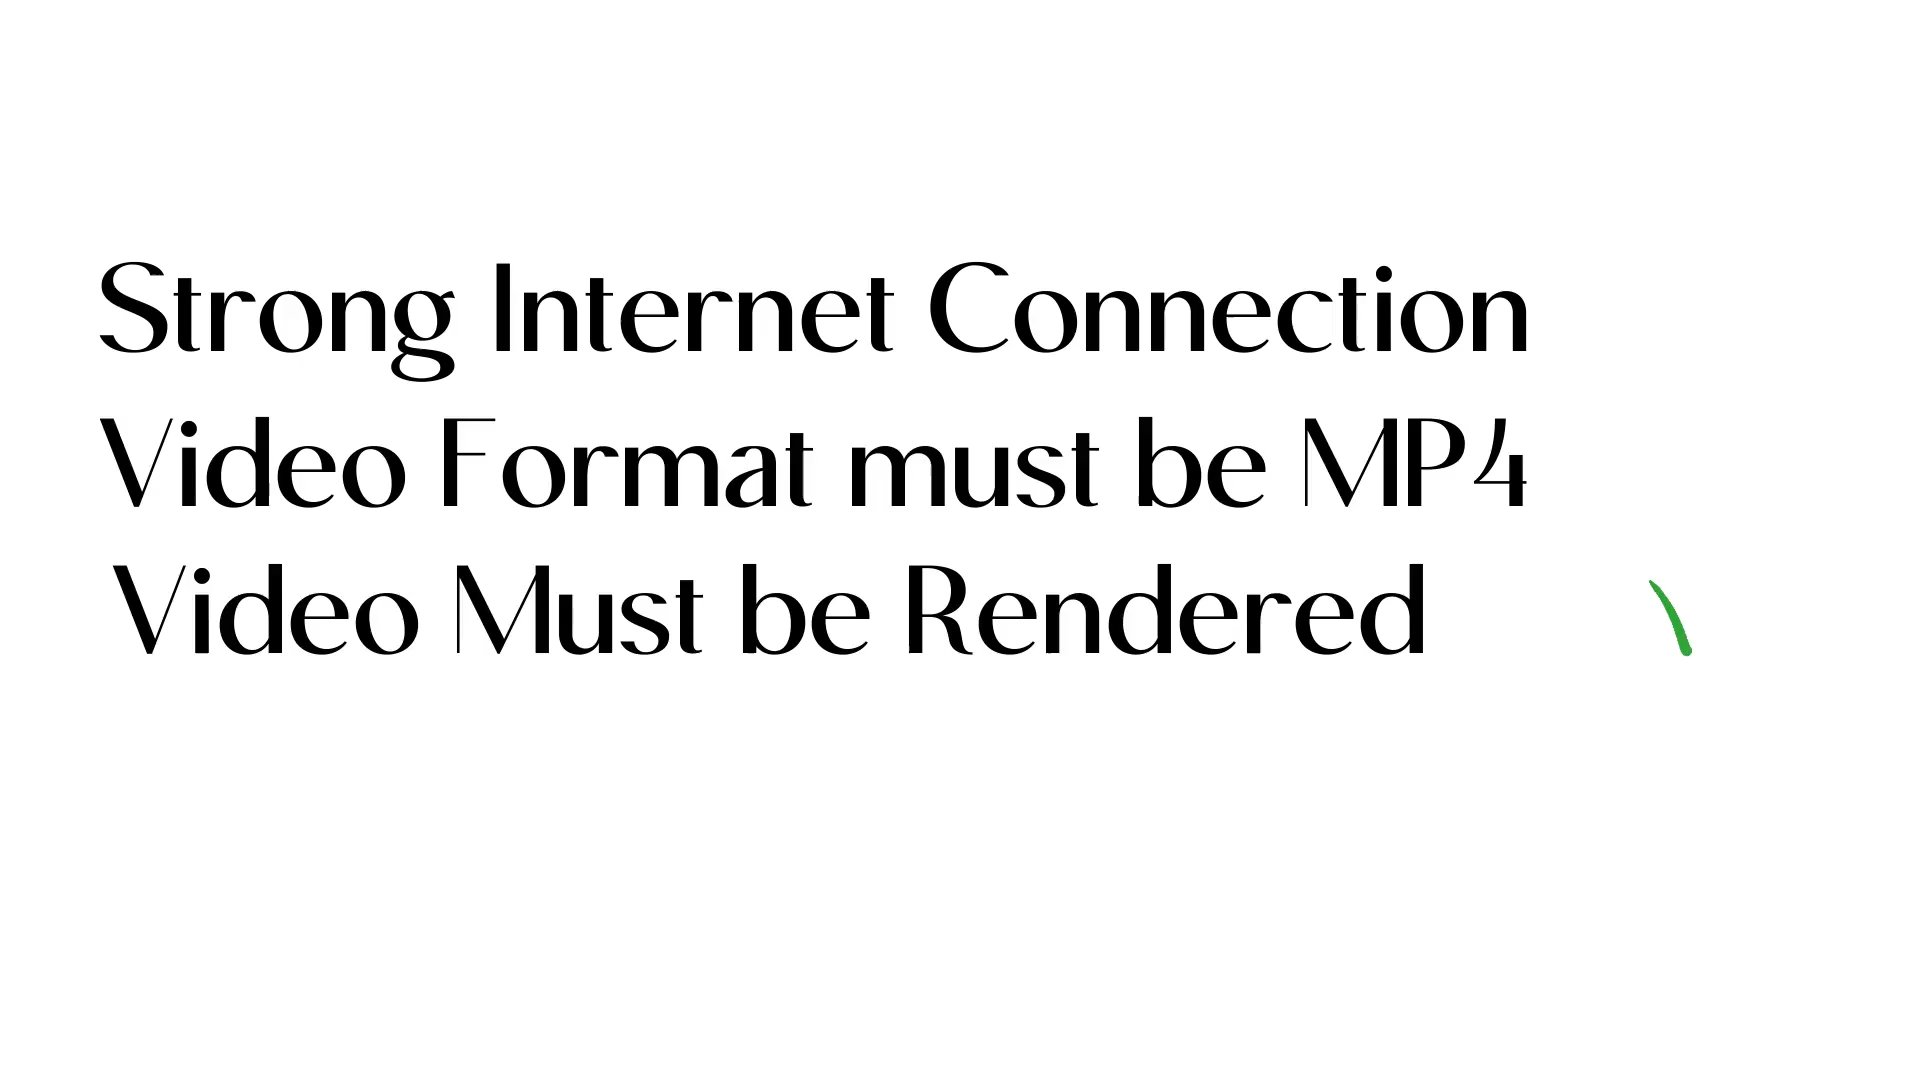 Strong Internet Connection
Video Format must be MP4
Video Must be Rendered